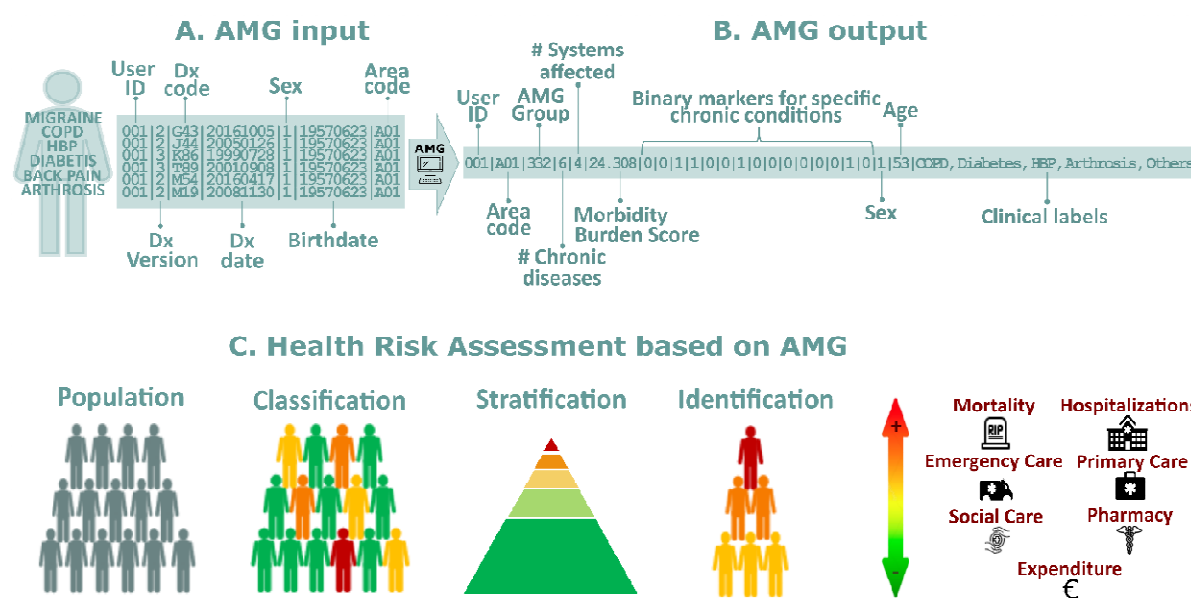 A. AMG input
B. AMG output
User
ID
Dx
code
Sex
Area
code
MIGRAINE
COPD
HBP
DIABETIS
BACK PAIN
ARTHROSIS
001|2|G43|20161005|1|19570623|A01
001|2|J44|20050126|1|19570623|A01
001|3|K86|19990728|1|19570623|A01
001|3|T89|20010908|1|19570623|A01
001|2|M54|20160417|1|19570623|A01
001|2|M19|20081130|1|19570623|A01
Dx
Version
Dx
date
Birthdate
AMG
User
ID
AMG
Group
# Systems
affected
Binary markers for specific
chronic conditions
Age
001|A01|332|6|4|24.308|0|0|1|1|0|0|1|0|0|0|0|0|0|1|0|1|53|COPD,Diabetes,HBP,Arthrosis,Others
Area
code
# Chronic
diseases
Morbidity
Burden Score
Sex
Clinical labels
C. Health Risk Assessment based on AMG
Population
Classification
Stratification
Identification
+
-
Mortality
Hospitalizations
RIP
Emergency Care
Primary Care
Social Care
Pharmacy
Expenditure
€